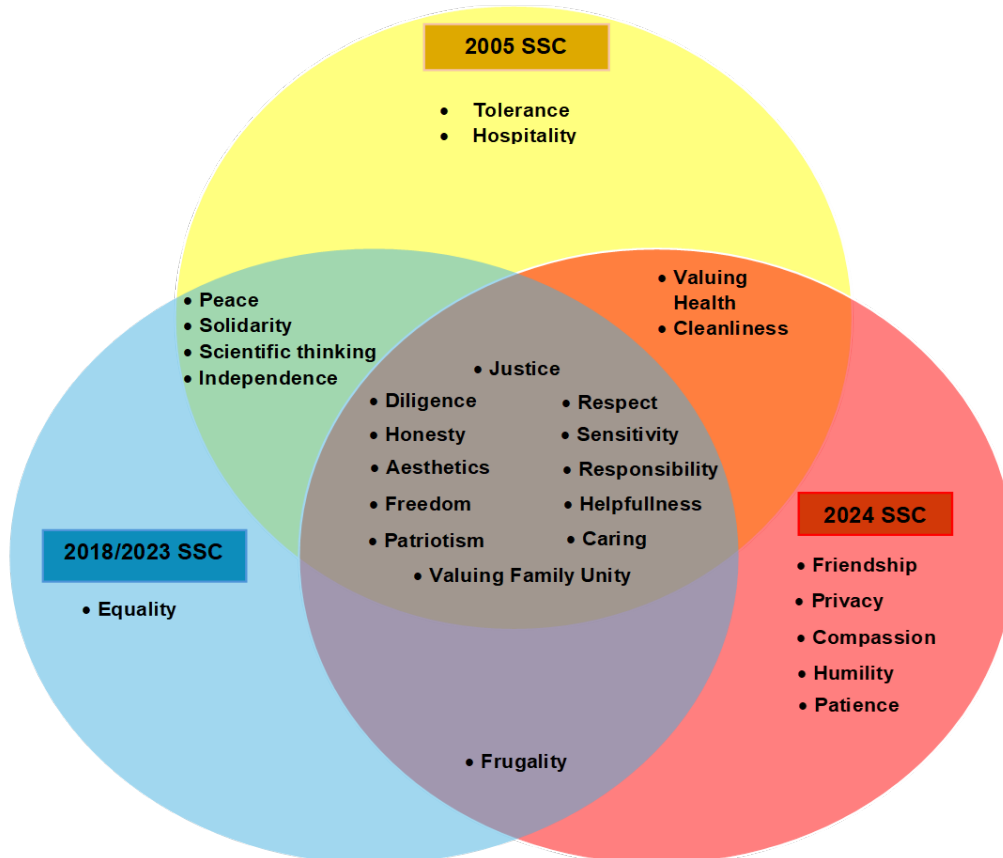 2005 SSC
• Tolerance
• Hospitality
• Peace
• Solidarity
• Scientific thinking
• Independence
• Valuing
Health
• Cleanliness
• Justice
• Diligence
• Honesty
• Aesthetics
• Freedom
• Patriotism
• Respect
• Sensitivity
• Responsibility
• Helpfullness
• Caring
• Valuing Family Unity
2018/2023 SSC
• Equality
2024 SSC
• Friendship
• Privacy
• Compassion
• Humility
• Patience
• Frugality